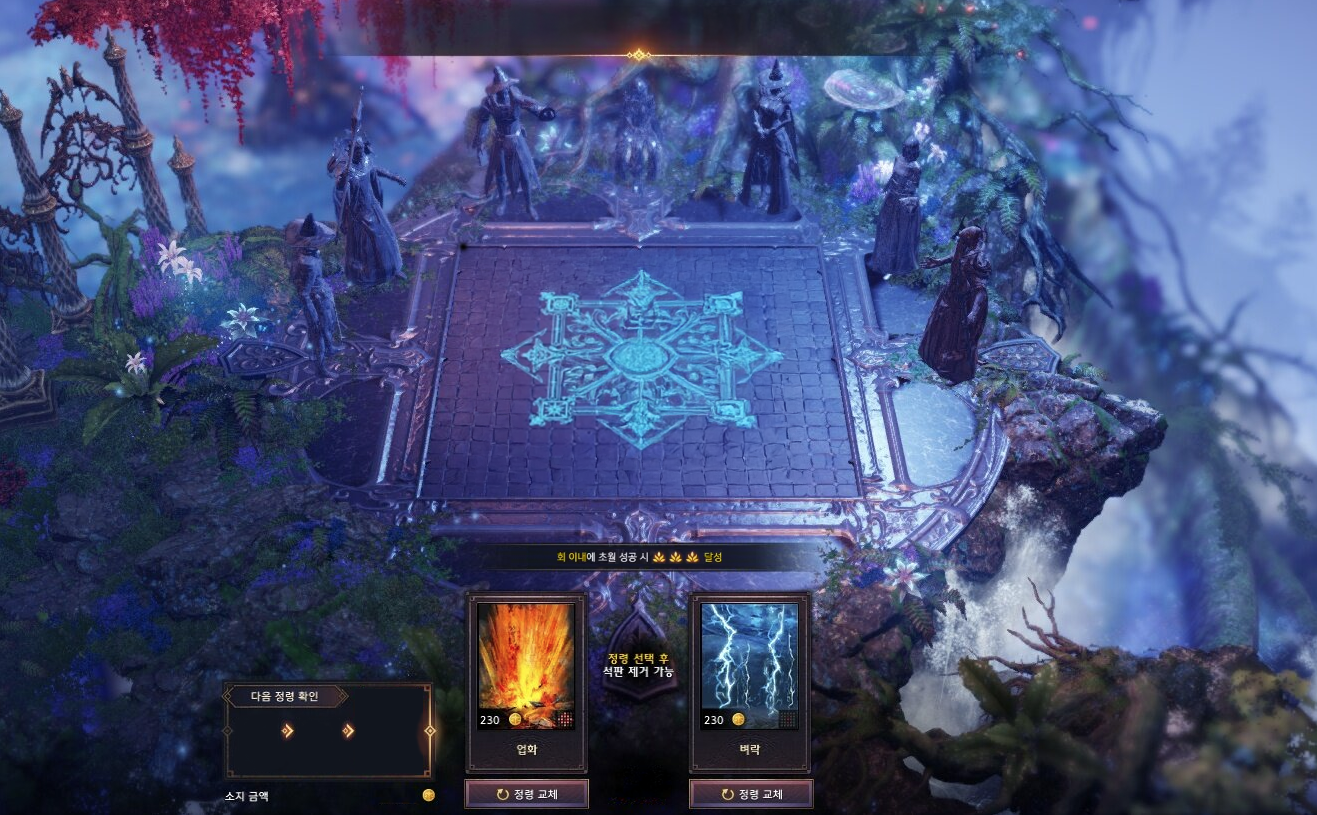 회 이내에 초월 성공 시 달성
정령 선택 후
석판 제거 가능
230
업화
정령 교체
230
벼락
정령 교체
다음 정령 확인
소지 금액